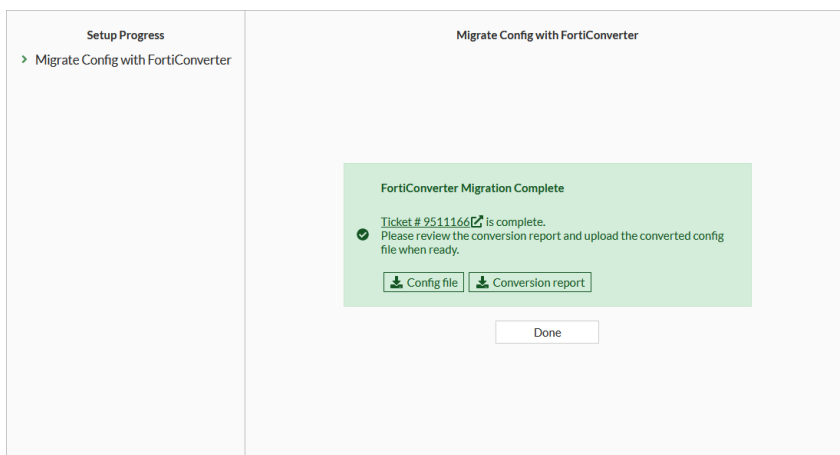 Setup Progress
Migrate Config with FortiConverter
Migrate Config with FortiConverter
FortiConverter Migration Complete
Ticket # 9511166 is complete.
Please review the conversion report and upload the converted config
file when ready.
Config file
Conversion report
Done